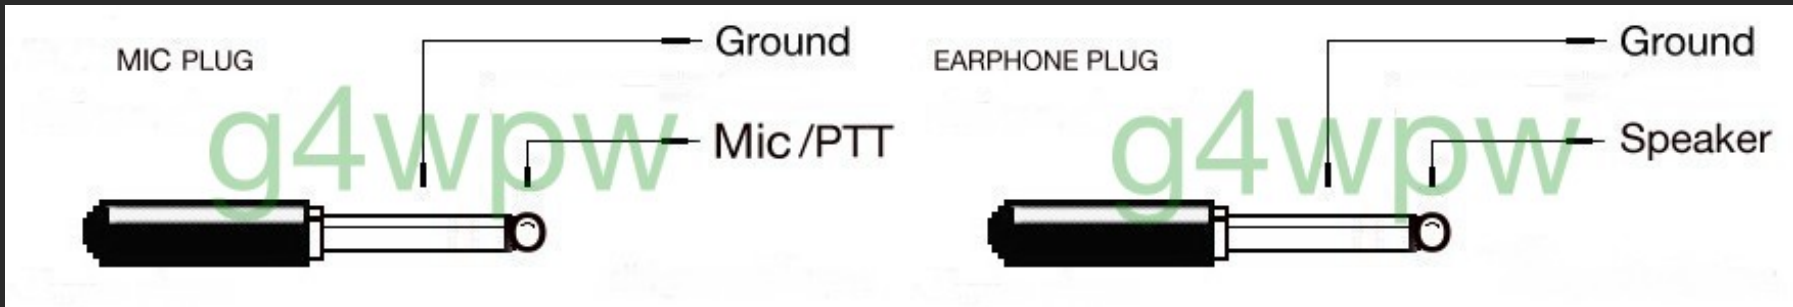 MIC PLUG
Ground
Mic/PTT
g4wpw
EARPHONE PLUG
Ground
Speaker
g4wpw